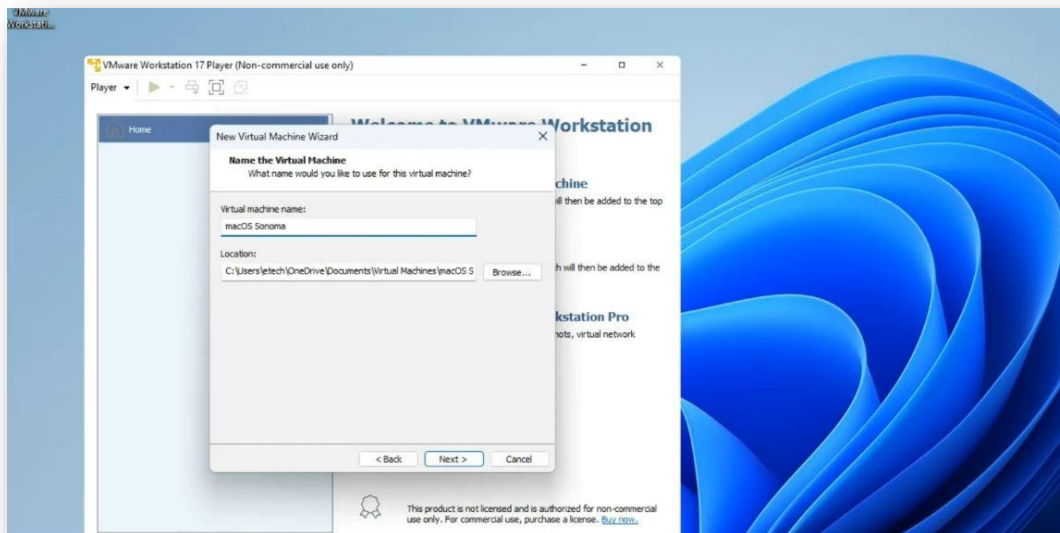 VMware
Workstati...
VMware Workstation 17 Player (Non-commercial use only)
Player
Home
Welcome to VMware Workstation
New Virtual Machine Wizard
Name the Virtual Machine
What name would you like to use for this virtual machine?
chine
ll then be added to the top
Virtual machine name:
macOS Sonoma
Location:
C:\Users\etech\OneDrive\Documents\Virtual Machines\macOS S
Browse...
h will then be added to the
kstation Pro
hots, virtual network
< Back
Next >
Cancel
This product is not licensed and is authorized for non-commercial
use only. For commercial use, purchase a license. Buy now.